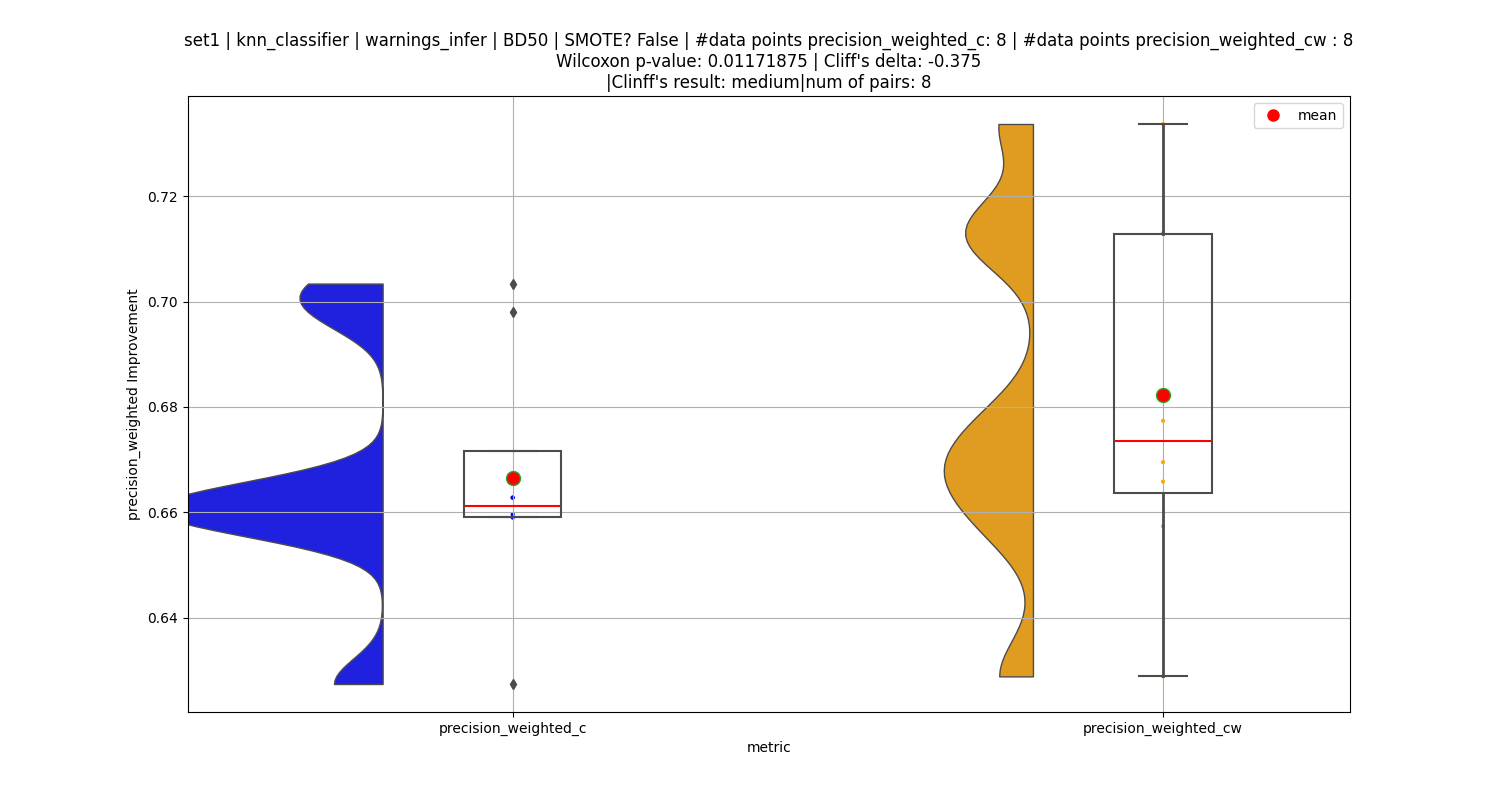 set1 | knn_classifier | warnings_infer | BD50 | SMOTE? False | #data points precision_weighted_c: 8 | #data points precision_weighted_cw : 8
Wilcoxon p-value: 0.01171875 | Cliff's delta: -0.375
|Clinff's result: medium|num of pairs: 8
mean
0.72
0.70
0.68
0.66
0.64
precision_weighted Improvement
precision_weighted_c
precision_weighted_cw
metric